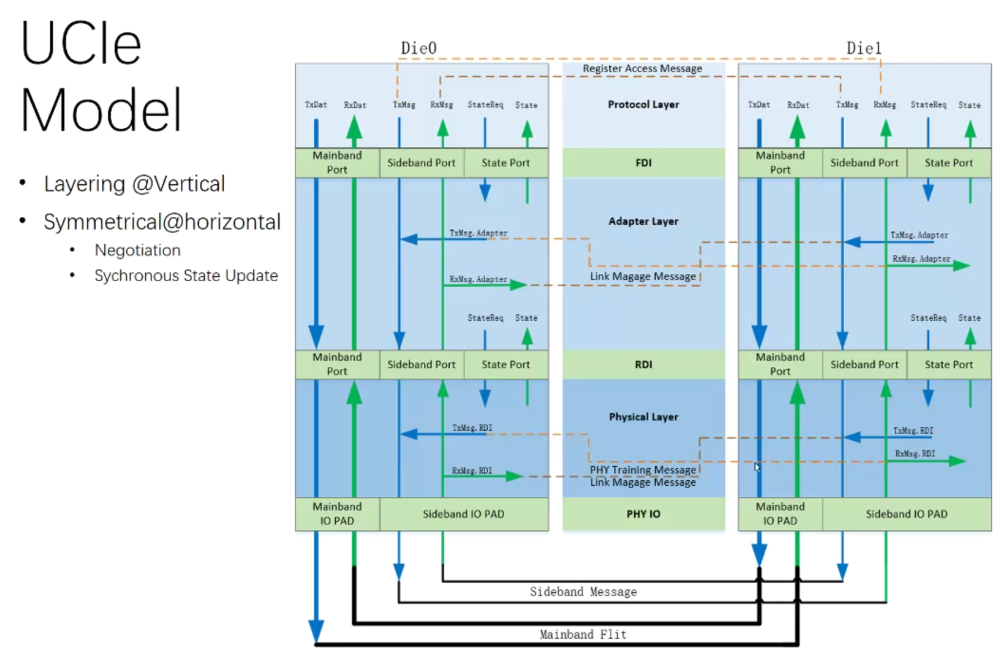 UCIe
Model
• Layering @Vertical
• Symmetrical@horizontal
• Negotiation
• Sychronous State Update
Die0
Die1
Register Access Message
TxDat RxDat TxMsg RxMsg StateReq State
Protocol Layer
TxDat RxDat TxMsg RxMsg StateReq State
Mainband
Port
Sideband Port
State Port
FDI
Mainband
Port
Sideband Port
State Port
Adapter Layer
TxMsg.Adapter
TxMsg.Adapter
RxMsg.Adapter
Link Magage Message
RxMsg.Adapter
StateReq State
StateReq State
Mainband
Port
Sideband Port
State Port
RDI
Mainband
Port
Sideband Port
State Port
Physical Layer
TxMsg.RDI
TxMsg.RDI
RxMsg.RDI
RxMsg.RDI
PHY Training Message
Link Magage Message
Mainband
IO PAD
Sideband IO PAD
PHY IO
Mainband
IO PAD
Sideband IO PAD
Sideband Message
Mainband Flit